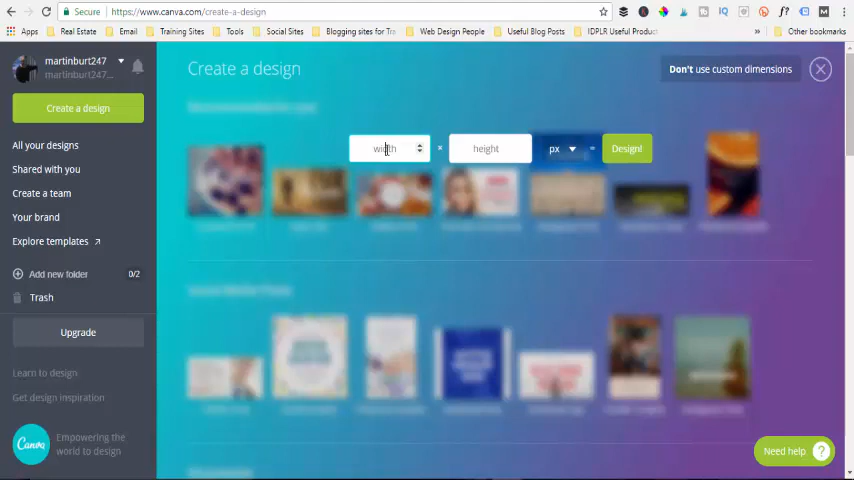 Secure
https://www.canva.com/create-a-design
Apps
Real Estate
Email
Training Sites
Tools
Social Sites
Blogging sites for Tra
Web Design People
Useful Blog Posts
!DPLR Useful Product
Other bookmarks
martinburt247
martinburt247...
Create a design
All your designs
Shared with you
Create a team
Your brand
Explore templates
Add new folder 0/2
Trash
Upgrade
Learn to design
Get design inspiration
Canva
Empowering the
world to design
Create a design
Don't use custom dimensions
width × height px = Design!
Need help ?